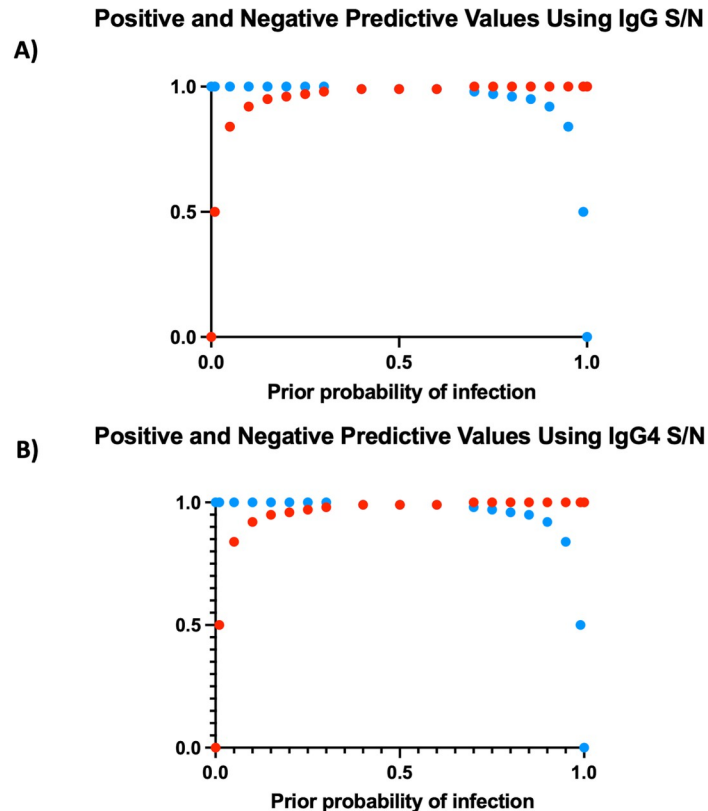 Positive and Negative Predictive Values Using IgG S/N
A)
1.0
0.5
0.0
0.0 0.5 1.0
Prior probability of infection
Positive and Negative Predictive Values Using IgG4 S/N
B)
1.0
0.5
0.0
0.0 0.5 1.0
Prior probability of infection